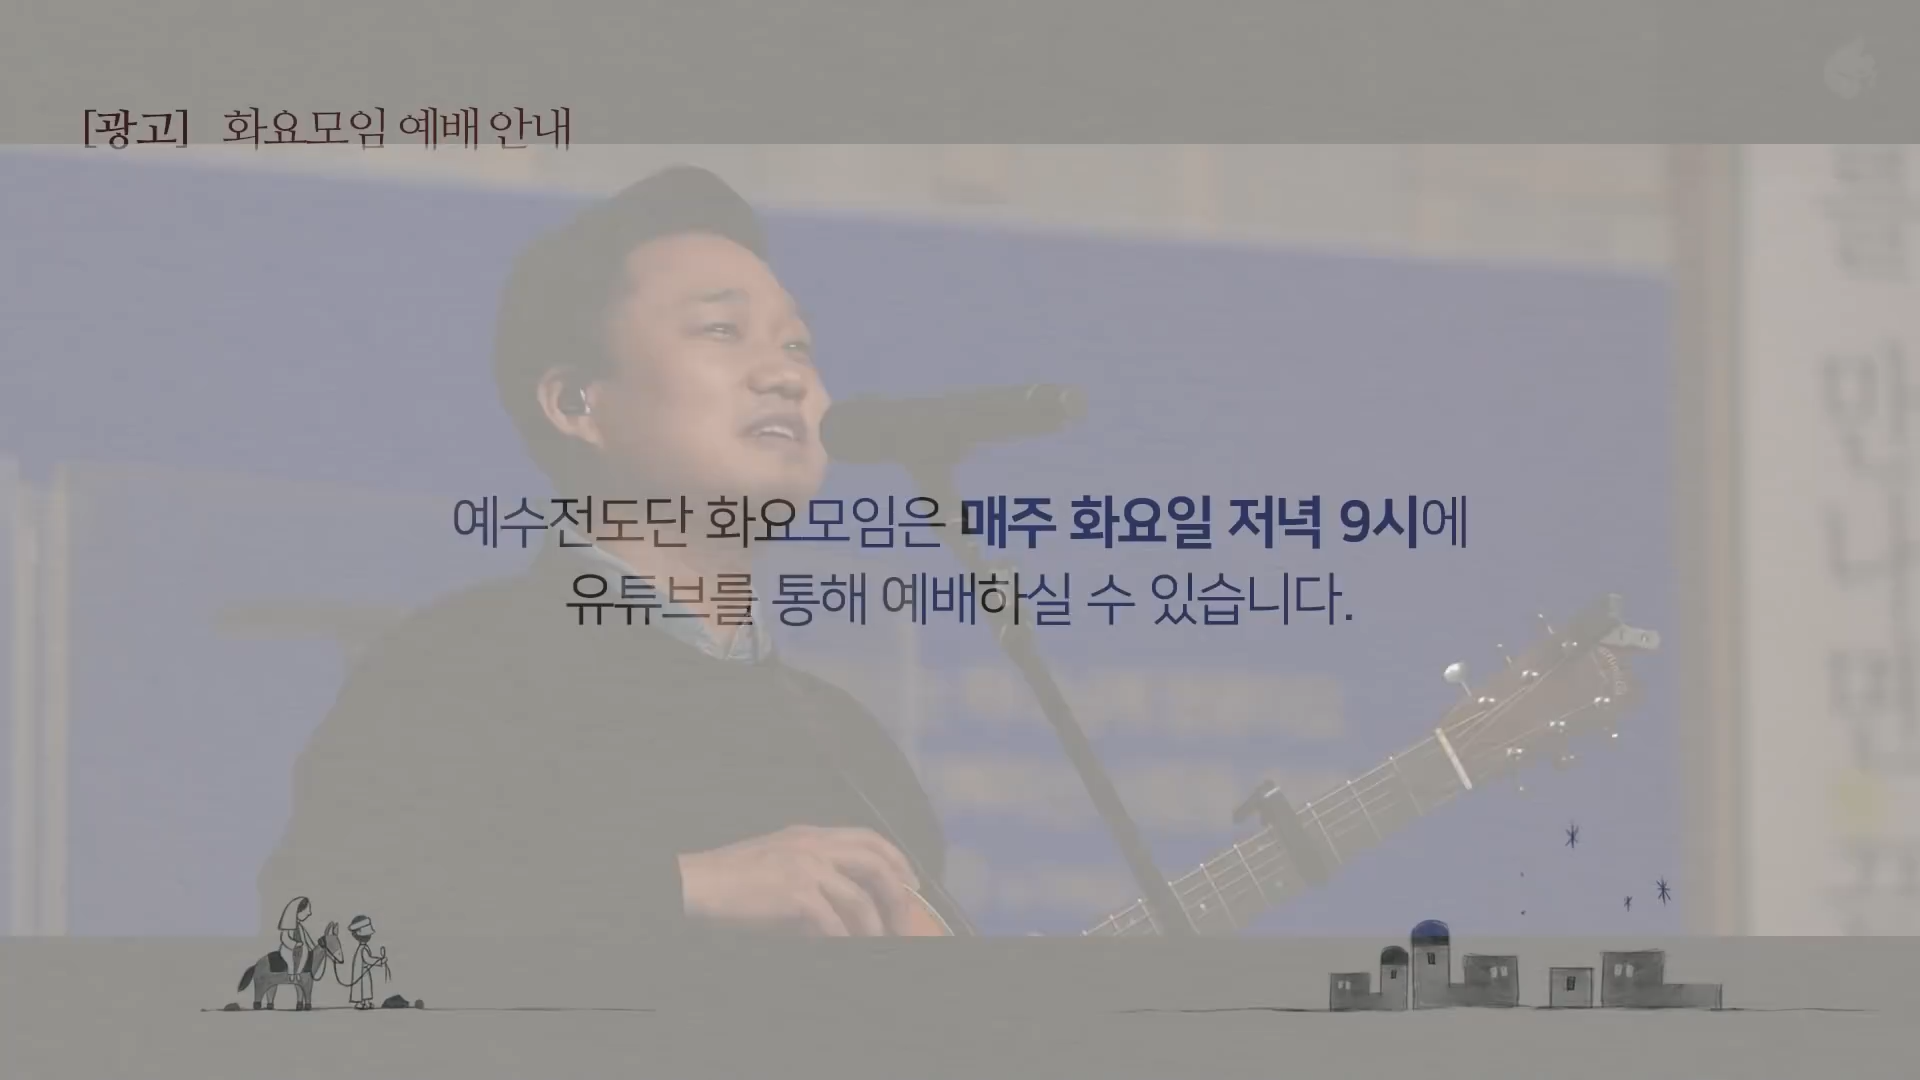 [광고] 화요모임 예배 안내
예수전도단 화요모임은 매주 화요일 저녁 9시에
유튜브를 통해 예배하실 수 있습니다.